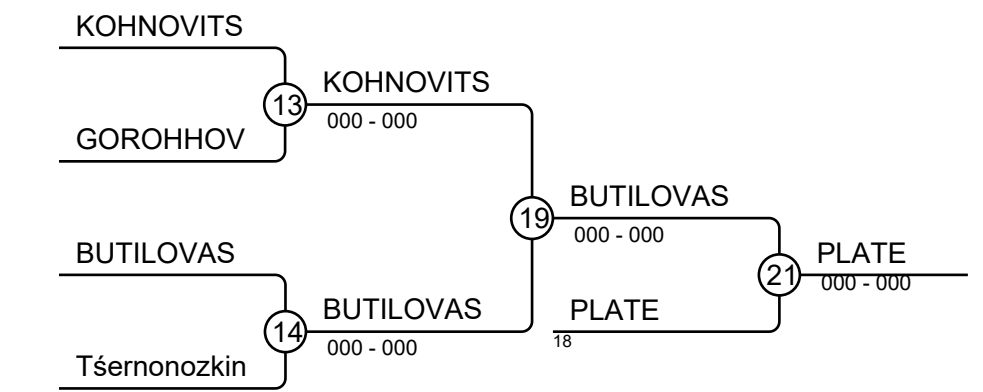 KOHNOVITS
KOHNOVITS
13
000 - 000
GOROHHOV
BUTILOVAS
19
000 - 000
BUTILOVAS
PLATE
21
000 - 000
BUTILOVAS
PLATE
14
18
000 - 000
Tśernonozkin